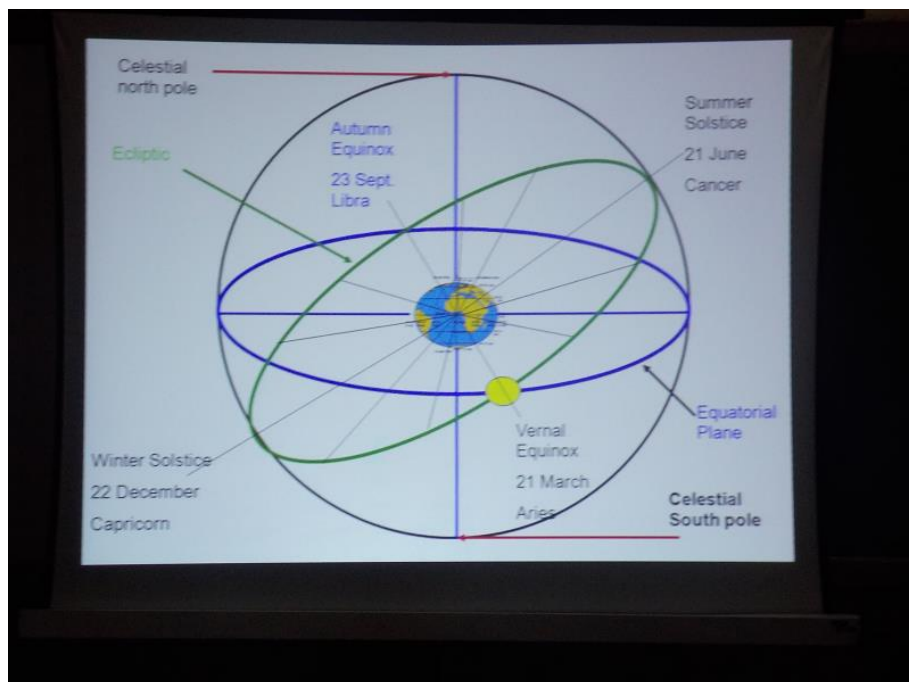 Celestial
north pole
Ecliptic
Autumn
Equinox
23 Sept.
Libra
Summer
Solstice
21 June
Cancer
Equatorial
Plane
Vernal
Equinox
21 March
Aries
Winter Solstice
22 December
Capricorn
Celestial
South pole